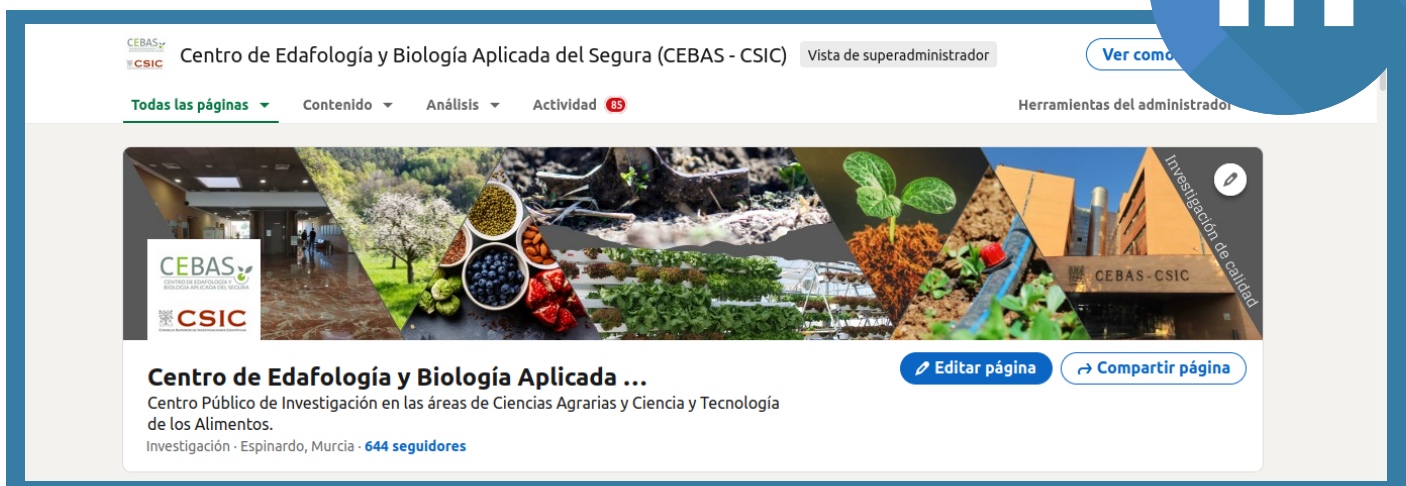 CEBAS
CSIC
Centro de Edafología y Biología Aplicada del Segura (CEBAS - CSIC)
Vista de superadministrador
Ver como
Todas las páginas
Contenido
Análisis
Actividad 85
Herramientas del administrador
Investigación de calidad
CEBAS
CENTRO DE EDAFOLOGÍA Y
BIOLOGÍA APLICADA DEL SEGURA
CSIC
CEBAS-CSIC
Editar página
Compartir página
Centro de Edafología y Biología Aplicada ...
Centro Público de Investigación en las áreas de Ciencias Agrarias y Ciencia y Tecnología
de los Alimentos.
Investigación · Espinardo, Murcia · 644 seguidores